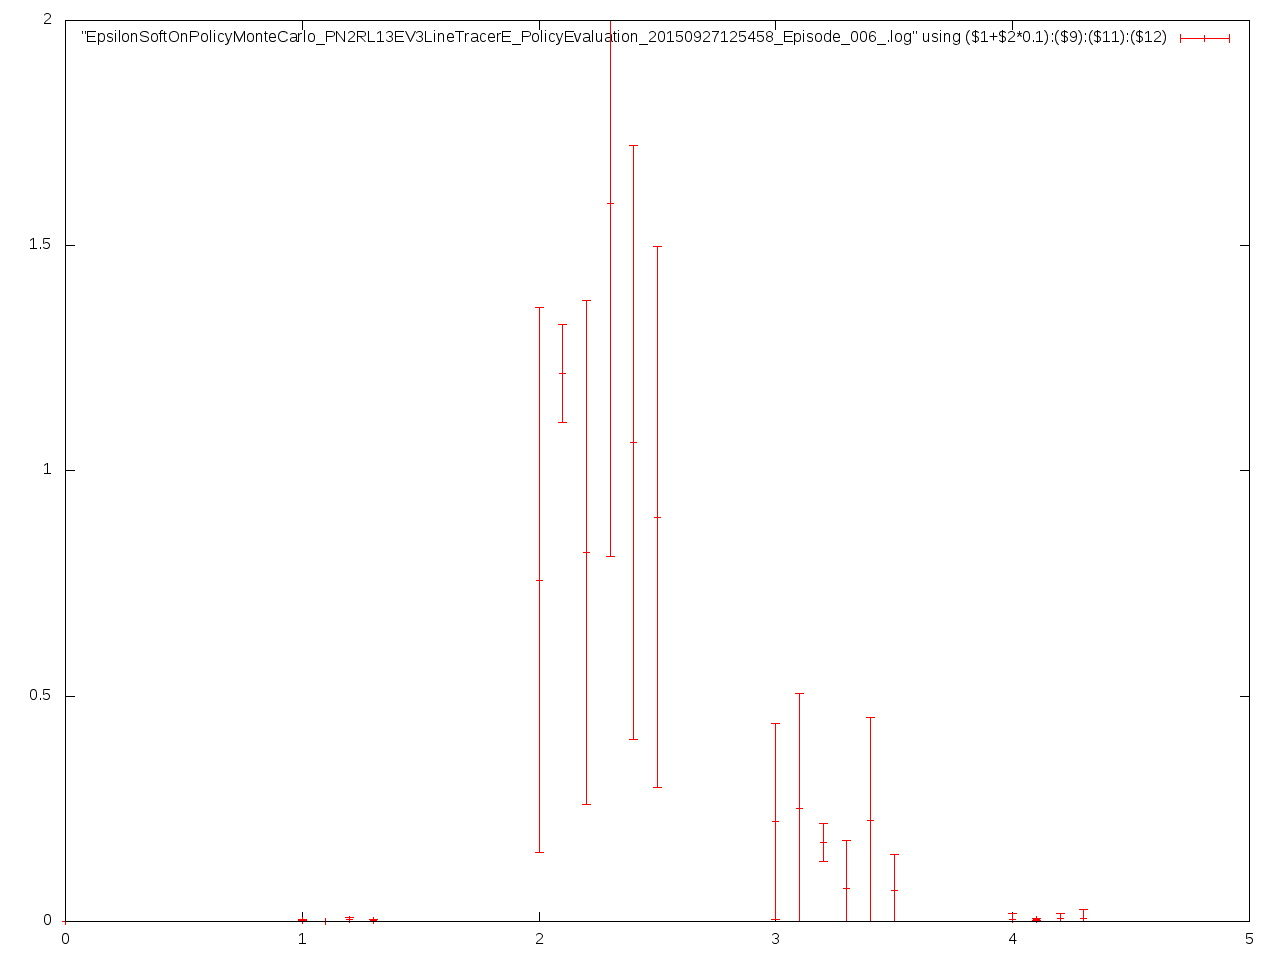 2
"EpsilonSoftOnPolicyMonteCarlo_PN2RL13EV3LineTracerE_PolicyEvaluation_20150927125458_Episode_006_.log" using ($1+$2*0.1):($9):($11):($12)
1.5
1
0.5
0
0 1 2 3 4 5